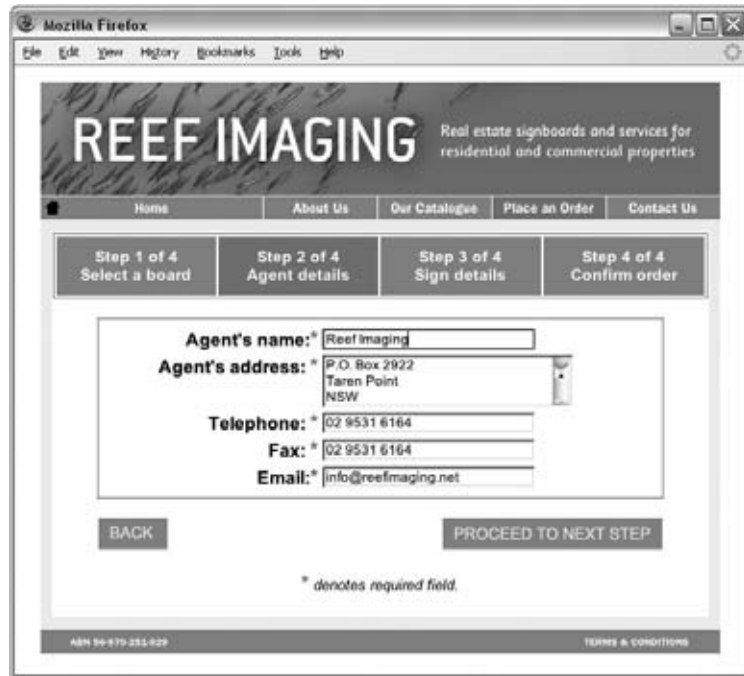 Mozilla Firefox
File Edit View History Bookmarks Tools Help
REEF IMAGING
Real estate signboards and services for
residential and commercial properties
Home About Us Our Catalogue Place an Order Contact Us
Step 1 of 4 Step 2 of 4 Step 3 of 4 Step 4 of 4
Select a board Agent details Sign details Confirm order
Agent's name:* Reef Imaging
Agent's address: * P.O. Box 2922
Taren Point
NSW
Telephone: * 02 9531 6164
Fax: * 02 9531 6164
Email:* info@reefimaging.net
BACK PROCEED TO NEXT STEP
* denotes required field.
ABN TERMS & CONDITIONS